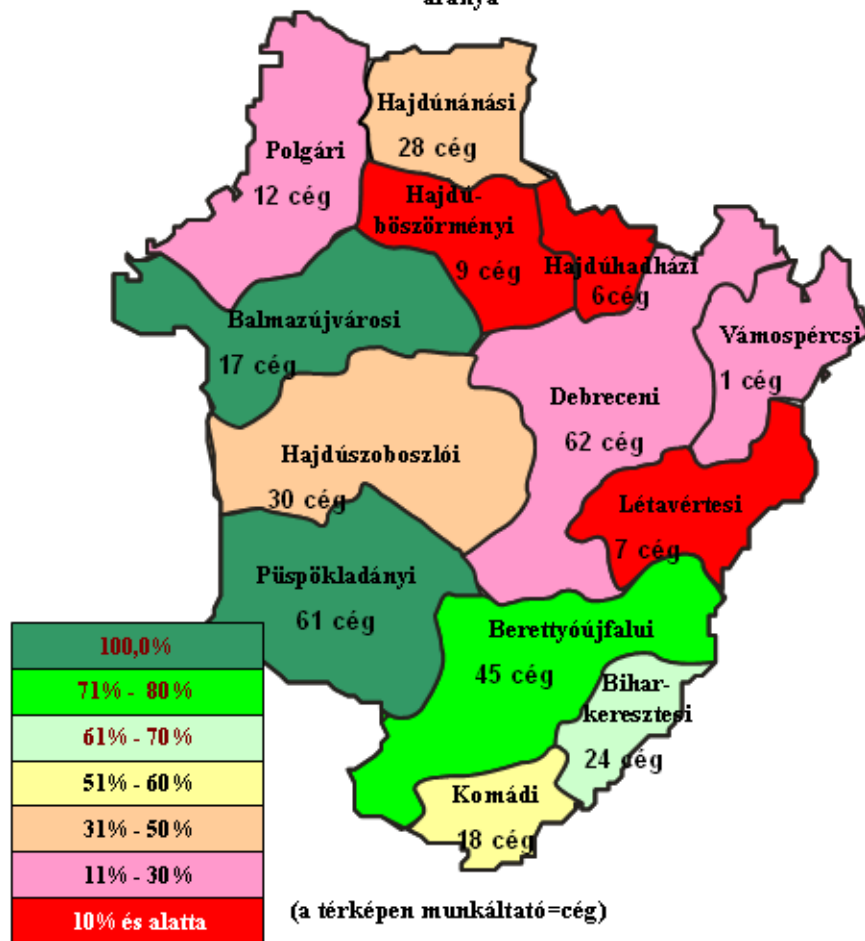 aránya
Hajdúnánási
28 cég
Polgári
12 cég
Hajdú-
böszörményi
9 cég
Hajdúhadházi
6cég
Balmazújvárosi
17 cég
Vámospércsi
1 cég
Debreceni
62 cég
Hajdúszoboszlói
30 cég
Létavértesi
7 cég
Püspökladányi
61 cég
Berettyóújfalui
45 cég
Bihar-
keresztesi
24 cég
Komádi
18 cég
100,0%
71% - 80%
61% - 70%
51% - 60%
31% - 50%
11% - 30%
10% és alatta
(a térképen munkáltató=cég)